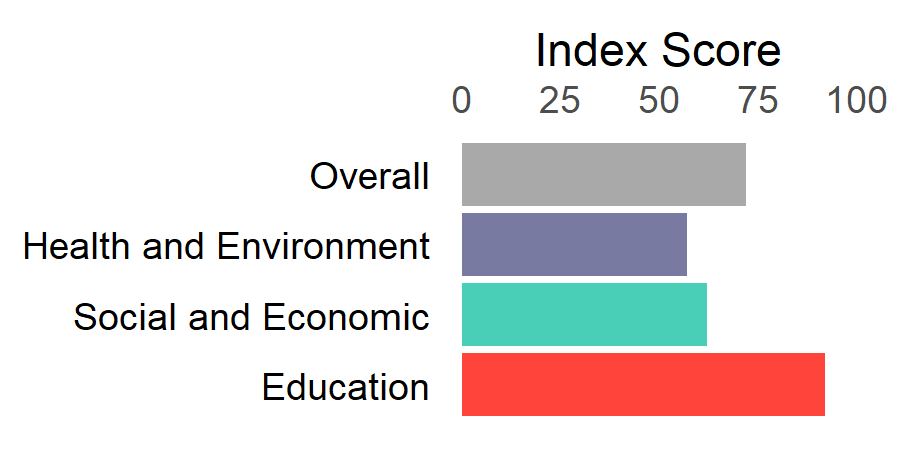 Index Score
0 25 50 75 100
Overall
Health and Environment
Social and Economic
Education